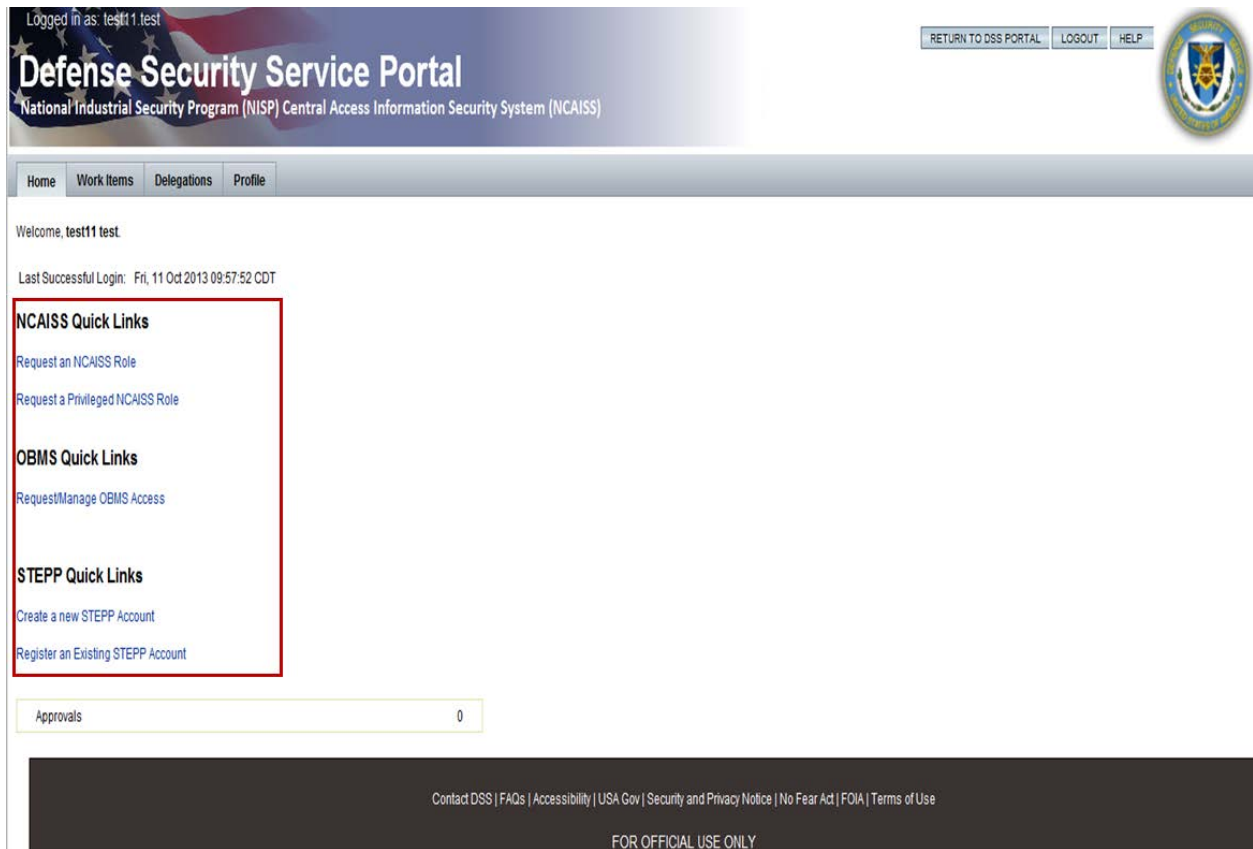 Logged in as: test11.test
RETURN TO DSS PORTAL LOGOUT HELP
Defense Security Service Portal
National Industrial Security Program (NISP) Central Access Information Security System (NCAISS)
Home Work Items Delegations Profile
Welcome, test11 test.
Last Successful Login: Fri, 11 Oct 2013 09:57:52 CDT
NCAISS Quick Links
Request an NCAISS Role
Request a Privileged NCAISS Role
OBMS Quick Links
Request/Manage OBMS Access
STEPP Quick Links
Create a new STEPP Account
Register an Existing STEPP Account
Approvals 0
Contact DSS | FAQs | Accessibility | USA Gov | Security and Privacy Notice | No Fear Act | FOIA | Terms of Use
FOR OFFICIAL USE ONLY